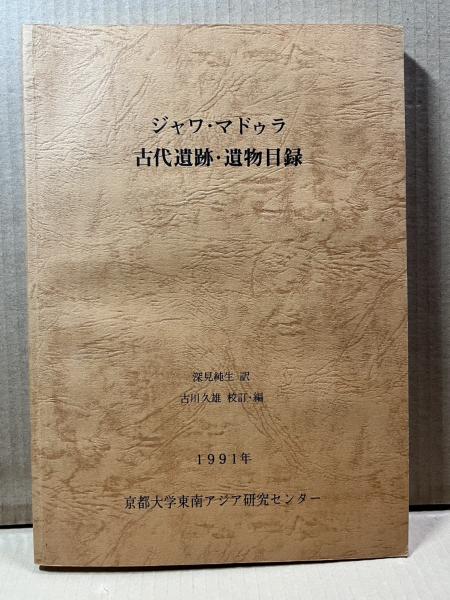 ジャワ・マドゥラ
古代遺跡・遺物目録
深見純生 訳
古川久雄 校訂・編
1991年
京都大学東南アジア研究センター